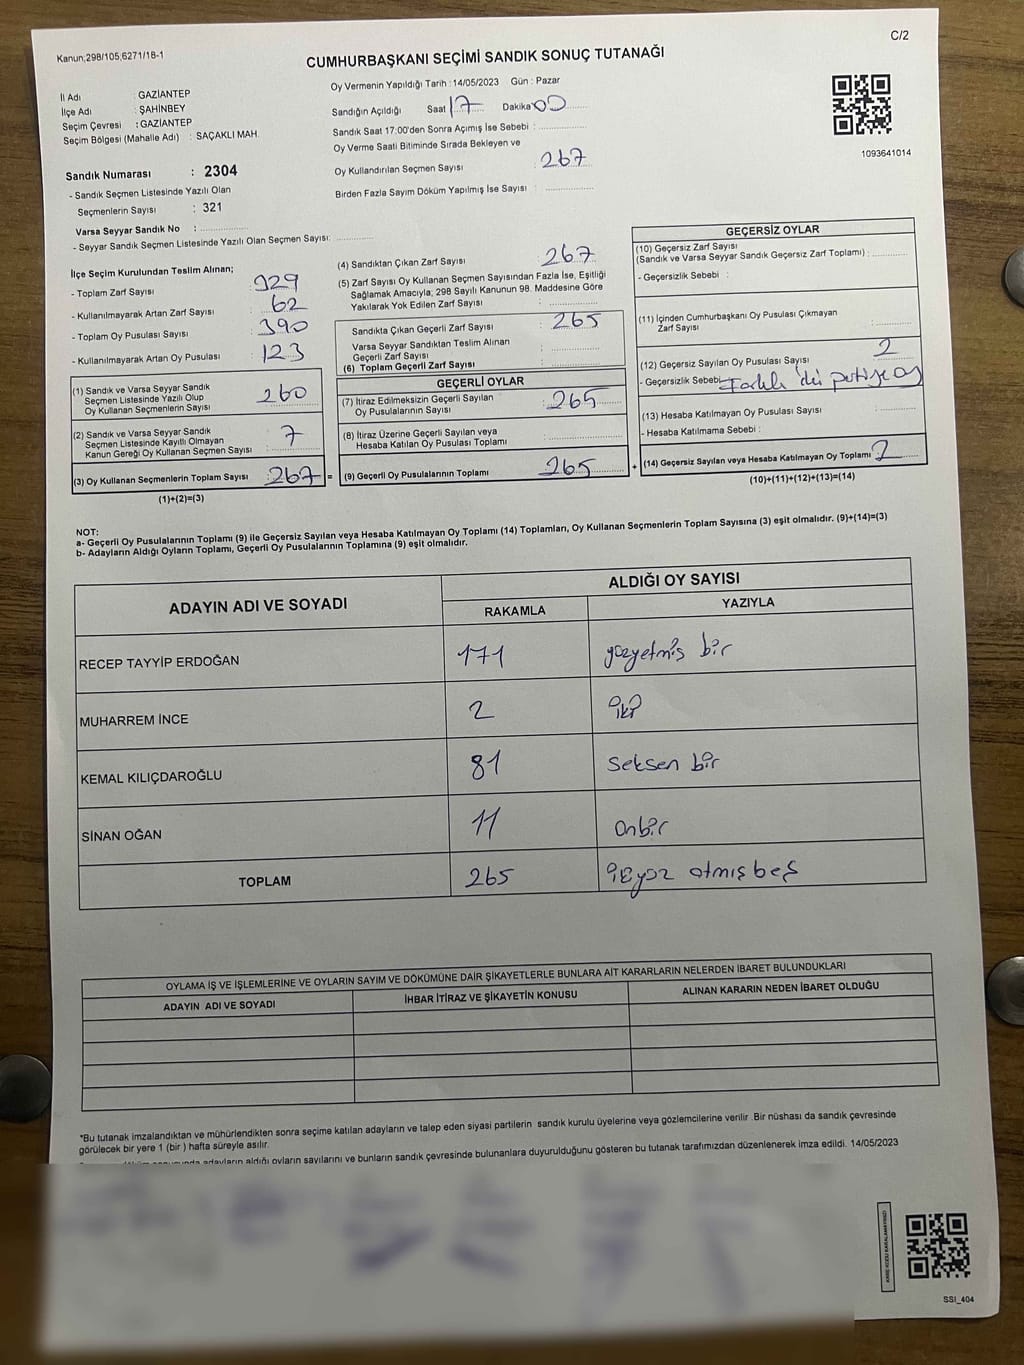 Kanun;298/105;6271/18-1
C/2
CUMHURBAŞKANI SEÇİMİ SANDIK SONUÇ TUTANAĞI
İl Adı : GAZİANTEP
İlçe Adı : ŞAHİNBEY
Seçim Çevresi : GAZİANTEP
Seçim Bölgesi (Mahalle Adı) : SAÇAKLI MAH.
Sandık Numarası : 2304
- Sandık Seçmen Listesinde Yazılı Olan
Seçmenlerin Sayısı : 321
Varsa Seyyar Sandık No :
- Seyyar Sandık Seçmen Listesinde Yazılı Olan Seçmen Sayısı:
Oy Vermenin Yapıldığı Tarih : 14/05/2023 Gün : Pazar
Sandığın Açıldığı Saat 17 Dakika 00
Sandık Saat 17:00'den Sonra Açımış İse Sebebi :
Oy Verme Saati Bitiminde Sırada Bekleyen ve
Oy Kullandırılan Seçmen Sayısı : 267
Birden Fazla Sayım Döküm Yapılmış İse Sayısı :
1093641014
İlçe Seçim Kurulundan Teslim Alınan;
- Toplam Zarf Sayısı : 329
- Kullanılmayarak Artan Zarf Sayısı : 62
- Toplam Oy Pusulası Sayısı : 390
- Kullanılmayarak Artan Oy Pusulası : 123
(1) Sandık ve Varsa Seyyar Sandık
Seçmen Listesinde Yazılı Olup
Oy Kullanan Seçmenlerin Sayısı : 260
(2) Sandık ve Varsa Seyyar Sandık
Seçmen Listesinde Kayıtlı Olmayan
Kanun Gereği Oy Kullanan Seçmen Sayısı : 7
(3) Oy Kullanan Seçmenlerin Toplam Sayısı : 267 =
(1)+(2)=(3)
(4) Sandıktan Çıkan Zarf Sayısı : 267
(5) Zarf Sayısı Oy Kullanan Seçmen Sayısından Fazla İse, Eşitliği
Sağlamak Amacıyla; 298 Sayılı Kanunun 98. Maddesine Göre
Yakılarak Yok Edilen Zarf Sayısı :
Sandıkta Çıkan Geçerli Zarf Sayısı : 265
Varsa Seyyar Sandıktan Teslim Alınan
Geçerli Zarf Sayısı :
(6) Toplam Geçerli Zarf Sayısı :
GEÇERLİ OYLAR
(7) İtiraz Edilmeksizin Geçerli Sayılan
Oy Pusulalarının Sayısı : 265
(8) İtiraz Üzerine Geçerli Sayılan veya
Hesaba Katılan Oy Pusulası Toplamı :
(9) Geçerli Oy Pusulalarının Toplamı : 265 +
GEÇERSİZ OYLAR
(10) Geçersiz Zarf Sayısı
(Sandık ve Varsa Seyyar Sandık Geçersiz Zarf Toplamı) :
- Geçersizlik Sebebi :
(11) İçinden Cumhurbaşkanı Oy Pusulası Çıkmayan
Zarf Sayısı :
(12) Geçersiz Sayılan Oy Pusulası Sayısı : 2
- Geçersizlik Sebebi : Farklı iki partiye oy
(13) Hesaba Katılmayan Oy Pusulası Sayısı :
- Hesaba Katılmama Sebebi :
(14) Geçersiz Sayılan veya Hesaba Katılmayan Oy Toplamı : 2
(10)+(11)+(12)+(13)=(14)
NOT:
a- Geçerli Oy Pusulalarının Toplamı (9) ile Geçersiz Sayılan veya Hesaba Katılmayan Oy Toplamı (14) Toplamları, Oy Kullanan Seçmenlerin Toplam Sayısına (3) eşit olmalıdır. (9)+(14)=(3)
b- Adayların Aldığı Oyların Toplamı, Geçerli Oy Pusulalarının Toplamına (9) eşit olmalıdır.
ADAYIN ADI VE SOYADI
ALDIĞI OY SAYISI
RAKAMLA YAZIYLA
RECEP TAYYİP ERDOĞAN 171 yüzyetmiş bir
MUHARREM İNCE 2 iki
KEMAL KILIÇDAROĞLU 81 Seksen bir
SİNAN OĞAN 11 Onbir
TOPLAM 265 ikiyüz atmışbeş
OYLAMA İŞ VE İŞLEMLERİNE VE OYLARIN SAYIM VE DÖKÜMÜNE DAİR ŞİKAYETLERLE BUNLARA AİT KARARLARIN NELERDEN İBARET BULUNDUKLARI
ADAYIN ADI VE SOYADI İHBAR İTİRAZ VE ŞİKAYETİN KONUSU ALINAN KARARIN NEDEN İBARET OLDUĞU
*Bu tutanak imzalandıktan ve mühürlendikten sonra seçime katılan adayların ve talep eden siyasi partilerin sandık kurulu üyelerine veya gözlemcilerine verilir. Bir nüshası da sandık çevresinde
görülecek bir yere 1 (bir) hafta süreyle asılır.
adayların aldığı oyların sayılarını ve bunların sandık çevresinde bulunanlara duyurulduğunu gösteren bu tutanak tarafımızdan düzenlenerek imza edildi. 14/05/2023
SSI_404